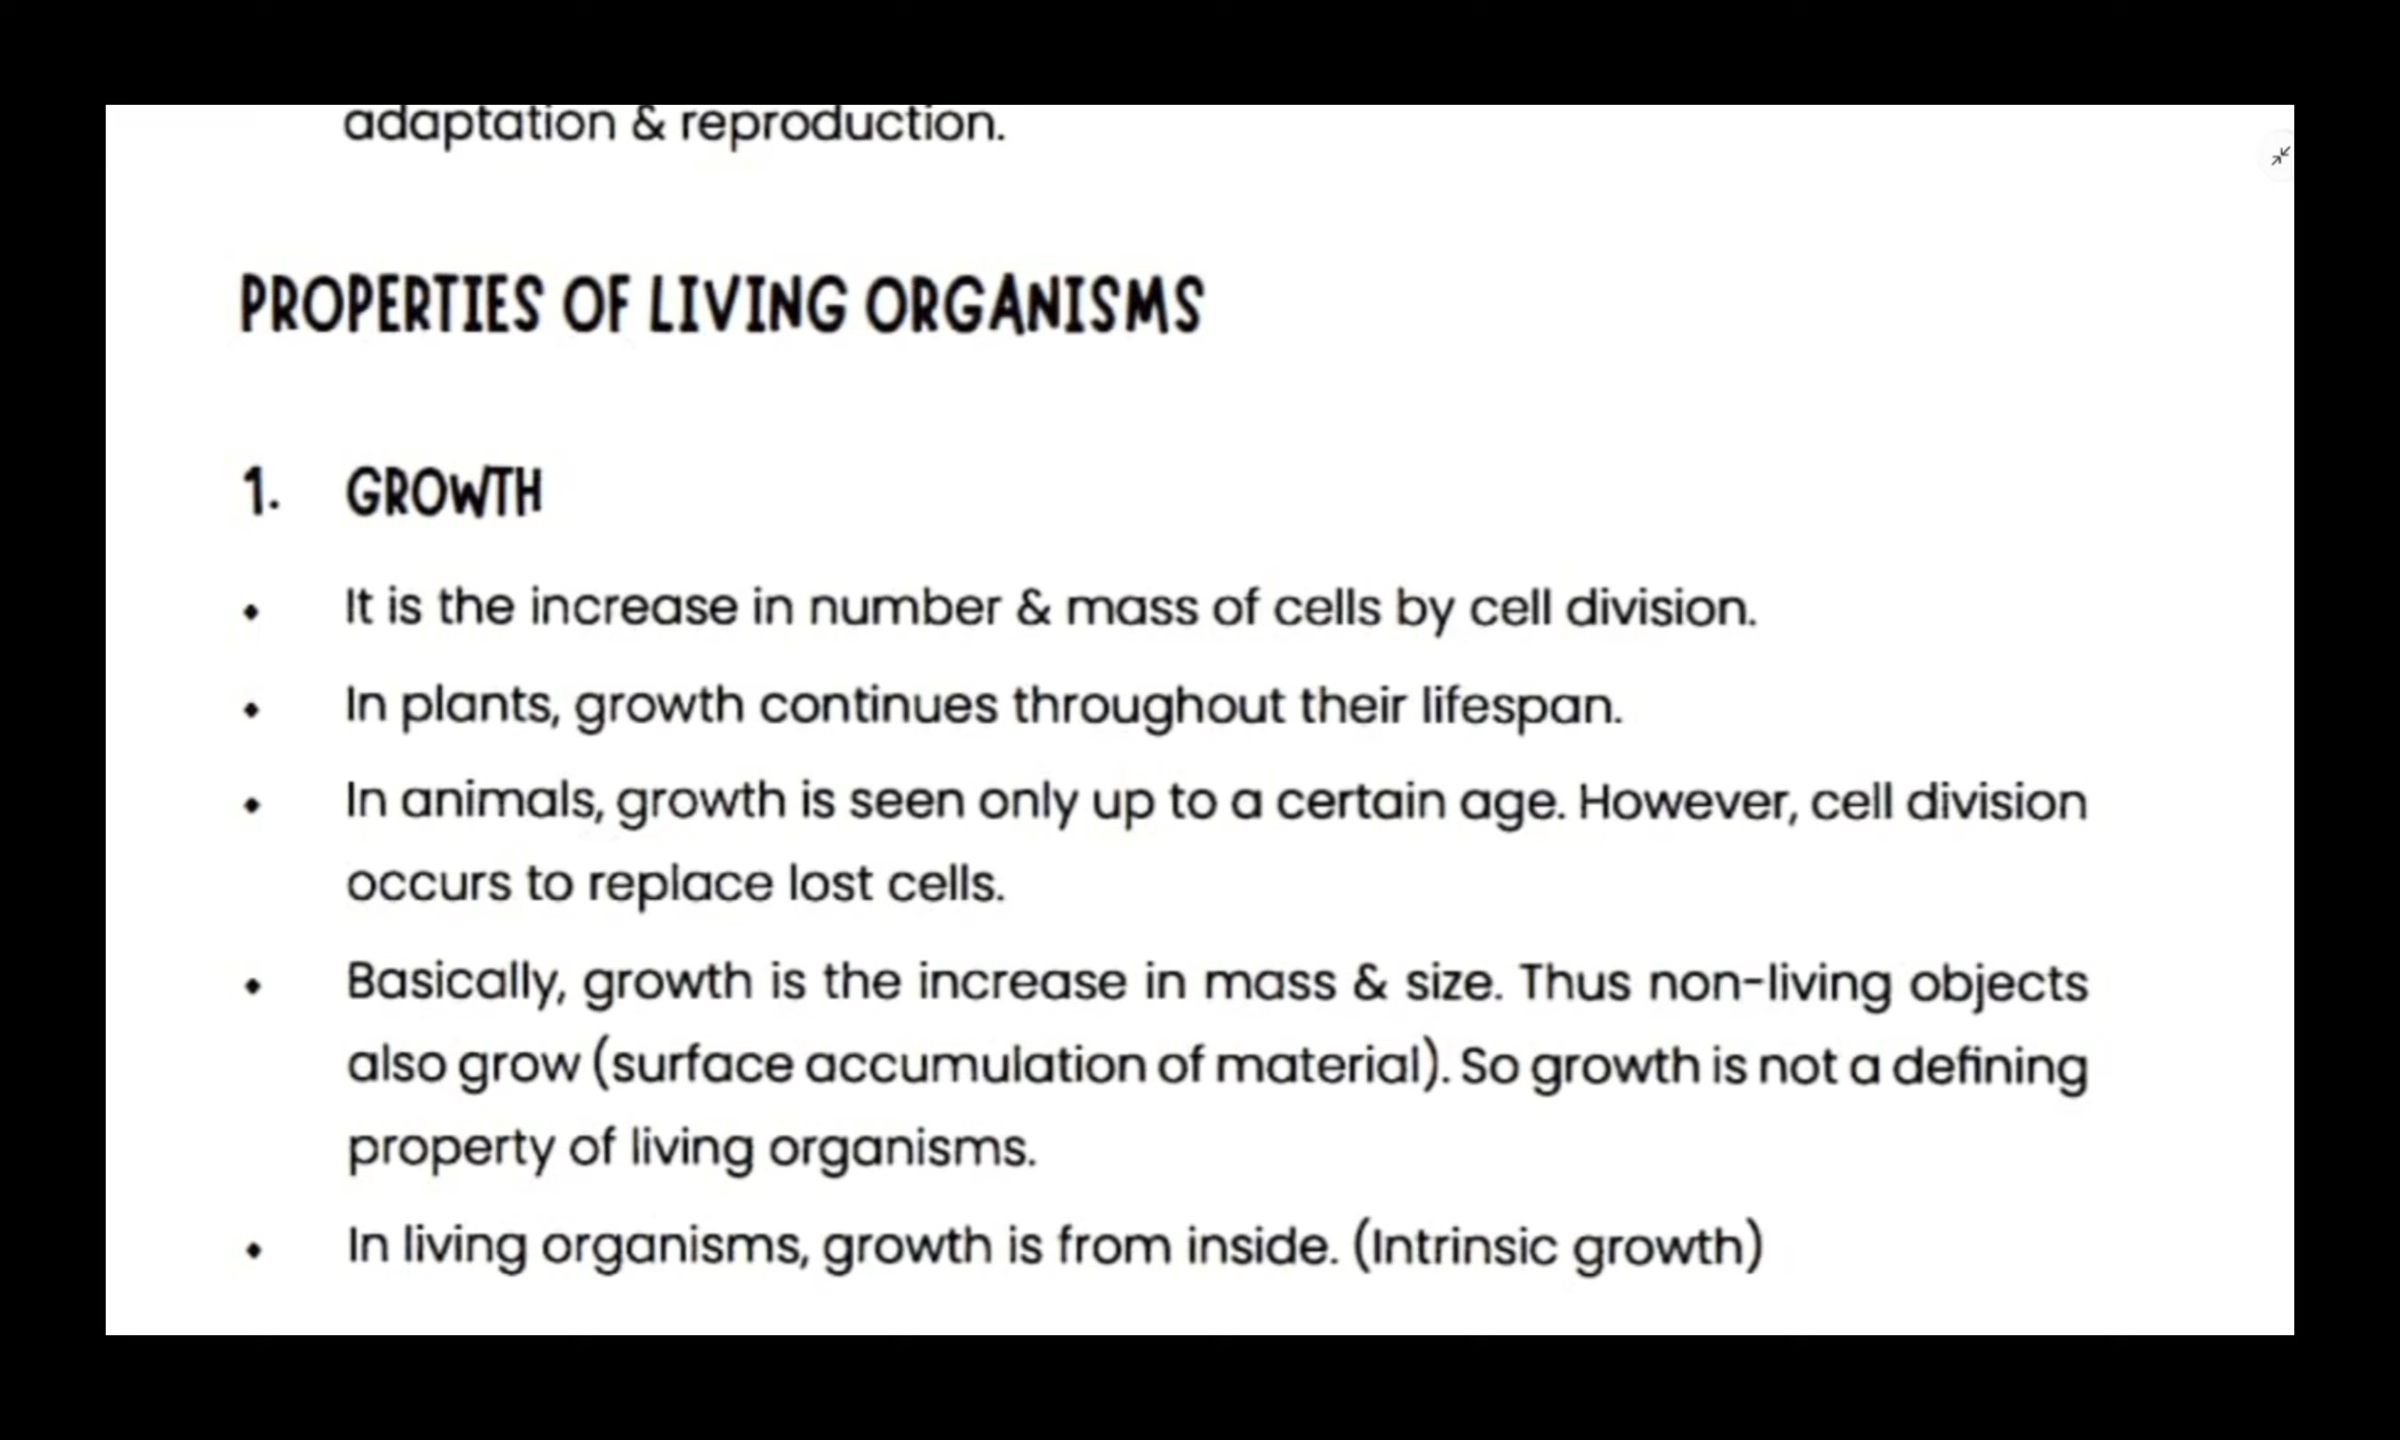 adaptation & reproduction.
PROPERTIES OF LIVING ORGANISMS
1. GROWTH
• It is the increase in number & mass of cells by cell division.
• In plants, growth continues throughout their lifespan.
• In animals, growth is seen only up to a certain age. However, cell division
occurs to replace lost cells.
• Basically, growth is the increase in mass & size. Thus non-living objects
also grow (surface accumulation of material). So growth is not a defining
property of living organisms.
• In living organisms, growth is from inside. (Intrinsic growth)